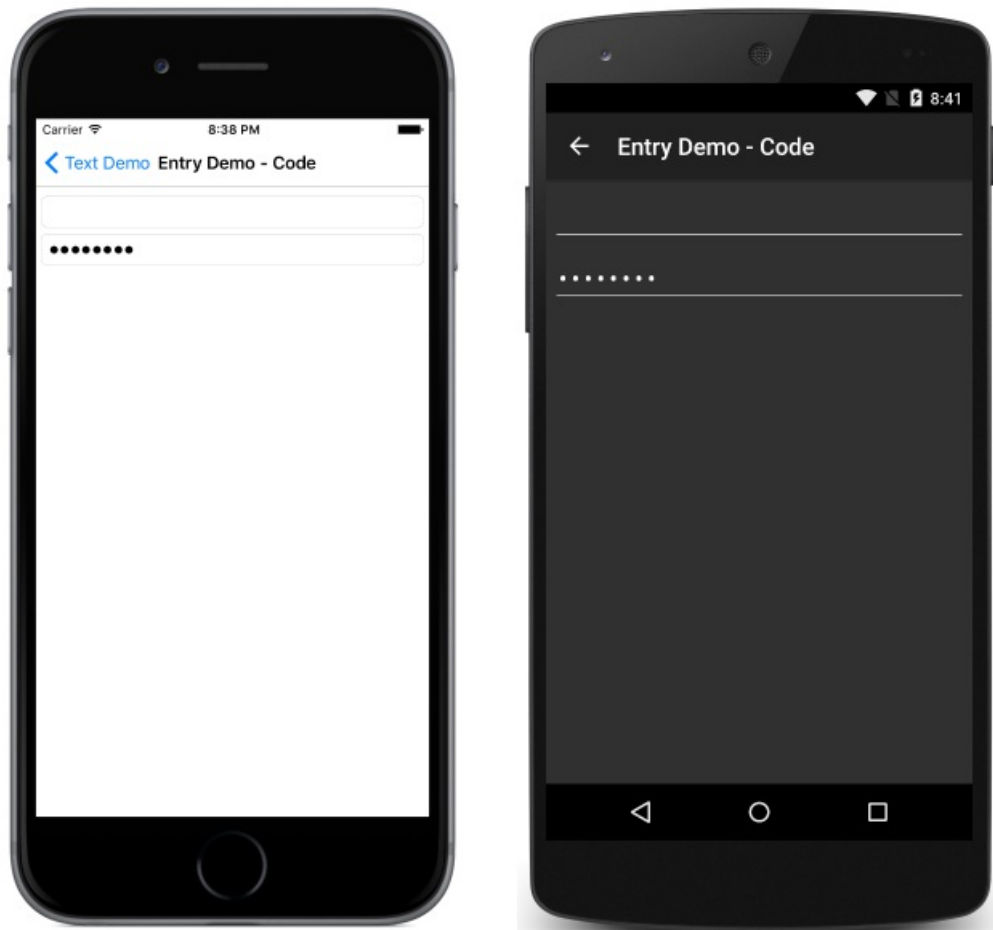 Carrier 8:38 PM
Text Demo Entry Demo - Code
••••••••
8:41
Entry Demo - Code
••••••••